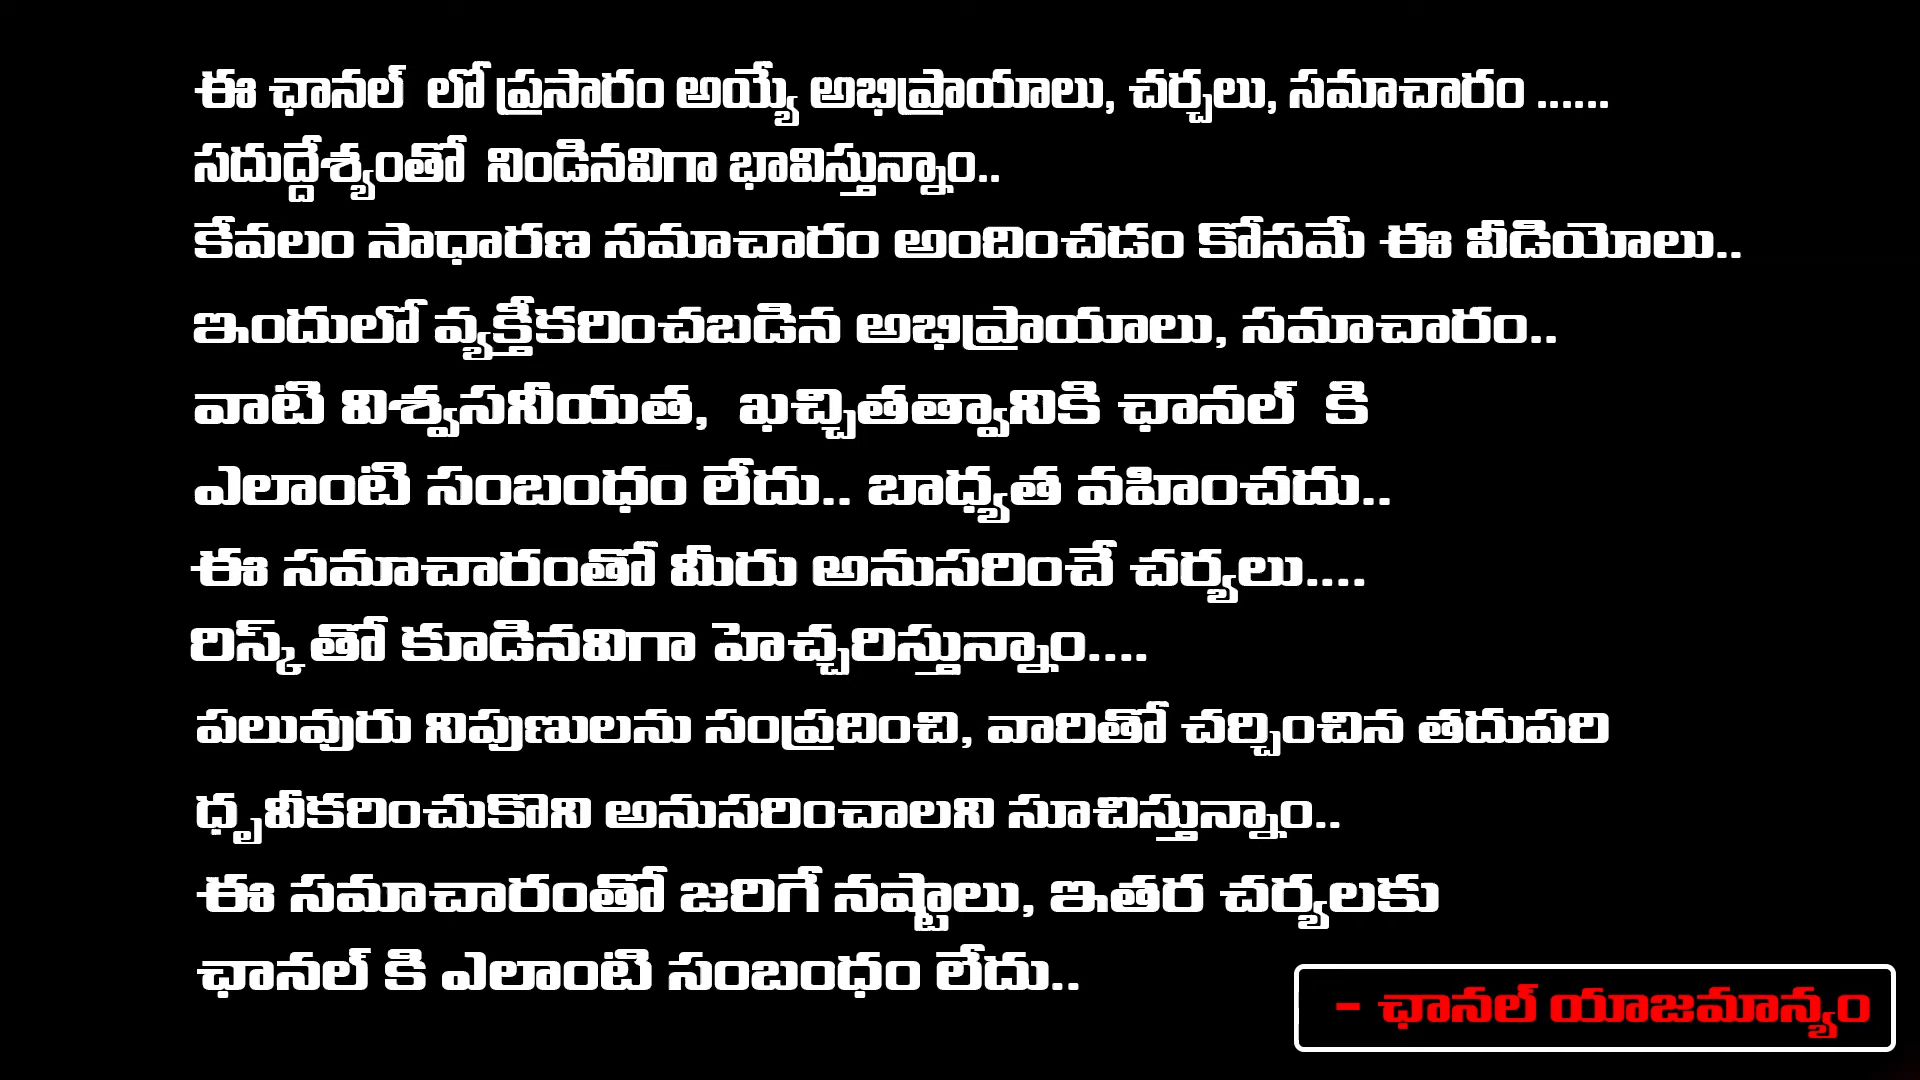 ఈ ఛానల్ లో ప్రసారం అయ్యే అభిప్రాయాలు, చర్చలు, సమాచారం ......
సదుద్దేశ్యంతో నిండినవిగా భావిస్తున్నాం..
కేవలం సాధారణ సమాచారం అందించడం కోసమే ఈ వీడియోలు..
ఇందులో వ్యక్తీకరించబడిన అభిప్రాయాలు, సమాచారం..
వాటి విశ్వసనీయత, ఖచ్చితత్వానికి ఛానల్ కి
ఎలాంటి సంబంధం లేదు.. బాధ్యత వహించదు..
ఈ సమాచారంతో మీరు అనుసరించే చర్యలు....
రిస్క్ తో కూడినవిగా హెచ్చరిస్తున్నాం....
పలువురు నిపుణులను సంప్రదించి, వారితో చర్చించిన తదుపరి
ధృవీకరించుకొని అనుసరించాలని సూచిస్తున్నాం..
ఈ సమాచారంతో జరిగే నష్టాలు, ఇతర చర్యలకు
ఛానల్ కి ఎలాంటి సంబంధం లేదు..
- ఛానల్ యాజమాన్యం